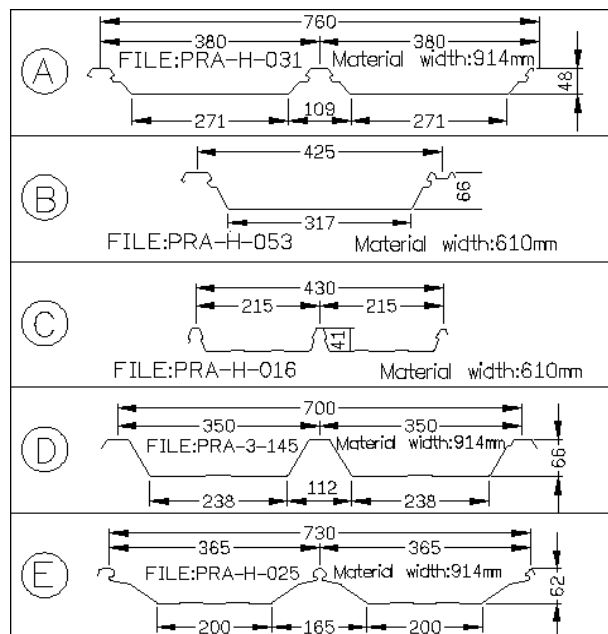 760
380 380
A FILE:PRA-H-031 Material width:914mm 48
271 109 271
425
B 66
317
FILE:PRA-H-053 Material width:610mm
430
215 215
C 41
FILE:PRA-H-016 Material width:610mm
700
350 350
D FILE:PRA-3-145 Material width:914mm 66
238 112 238
730
365 365
E FILE:PRA-H-025 Material width:914mm 62
200 165 200